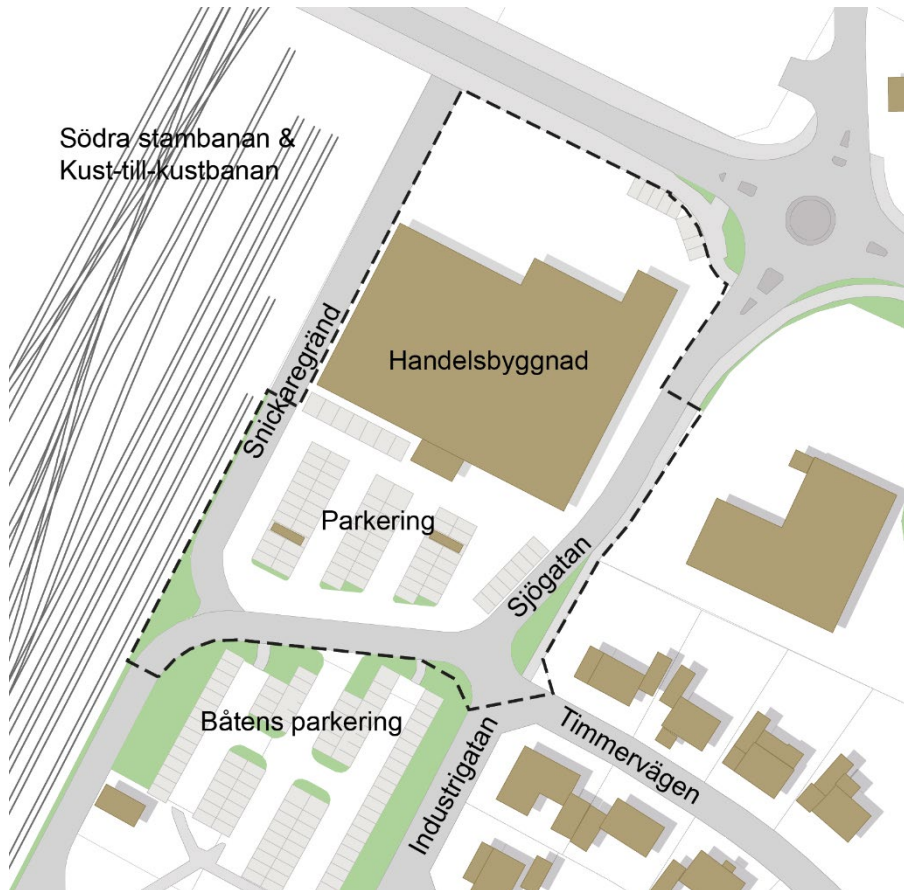 Södra stambanan &
Kust-till-kustbanan
Snickaregränd
Handelsbyggnad
Parkering
Sjögatan
Båtens parkering
Industrigatan
Timmervägen